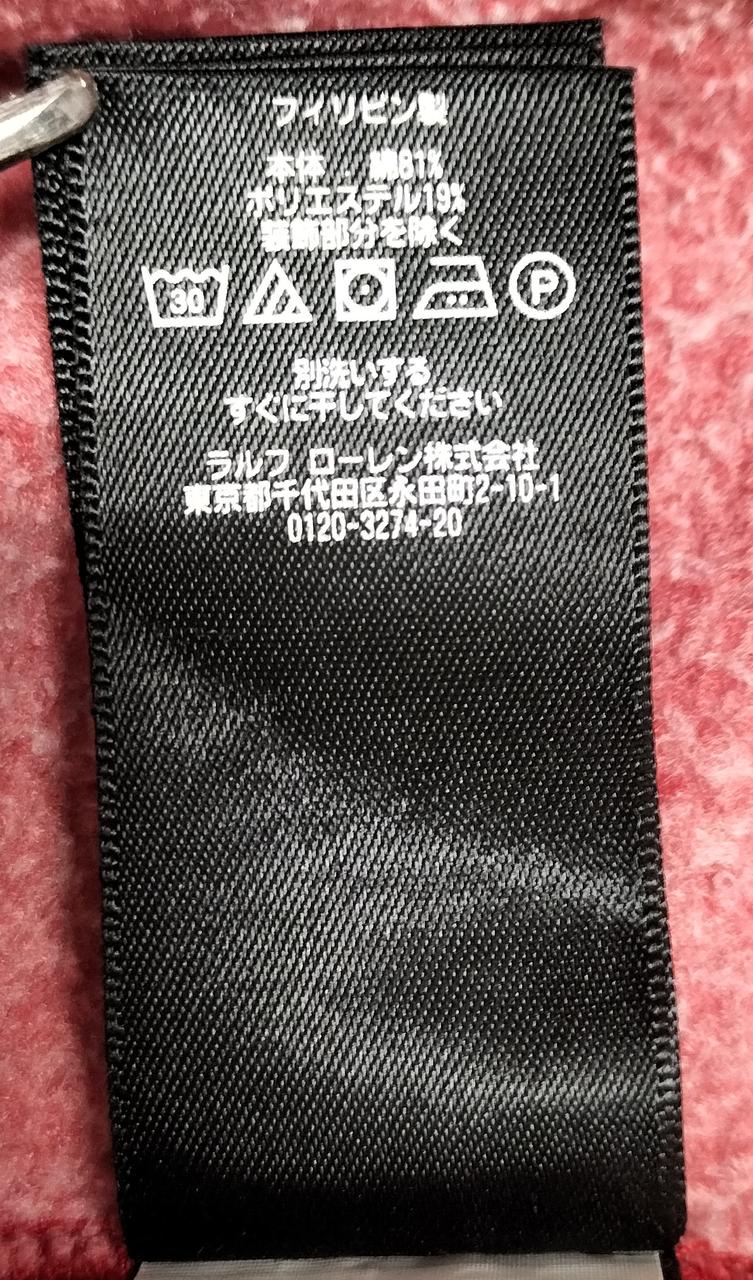 フィリピン製
本体 綿81%
ポリエステル19%
装飾部分を除く
30 P
別洗いする
すぐに干してください
ラルフ ローレン株式会社
東京都千代田区永田町2-10-1
0120-3274-20